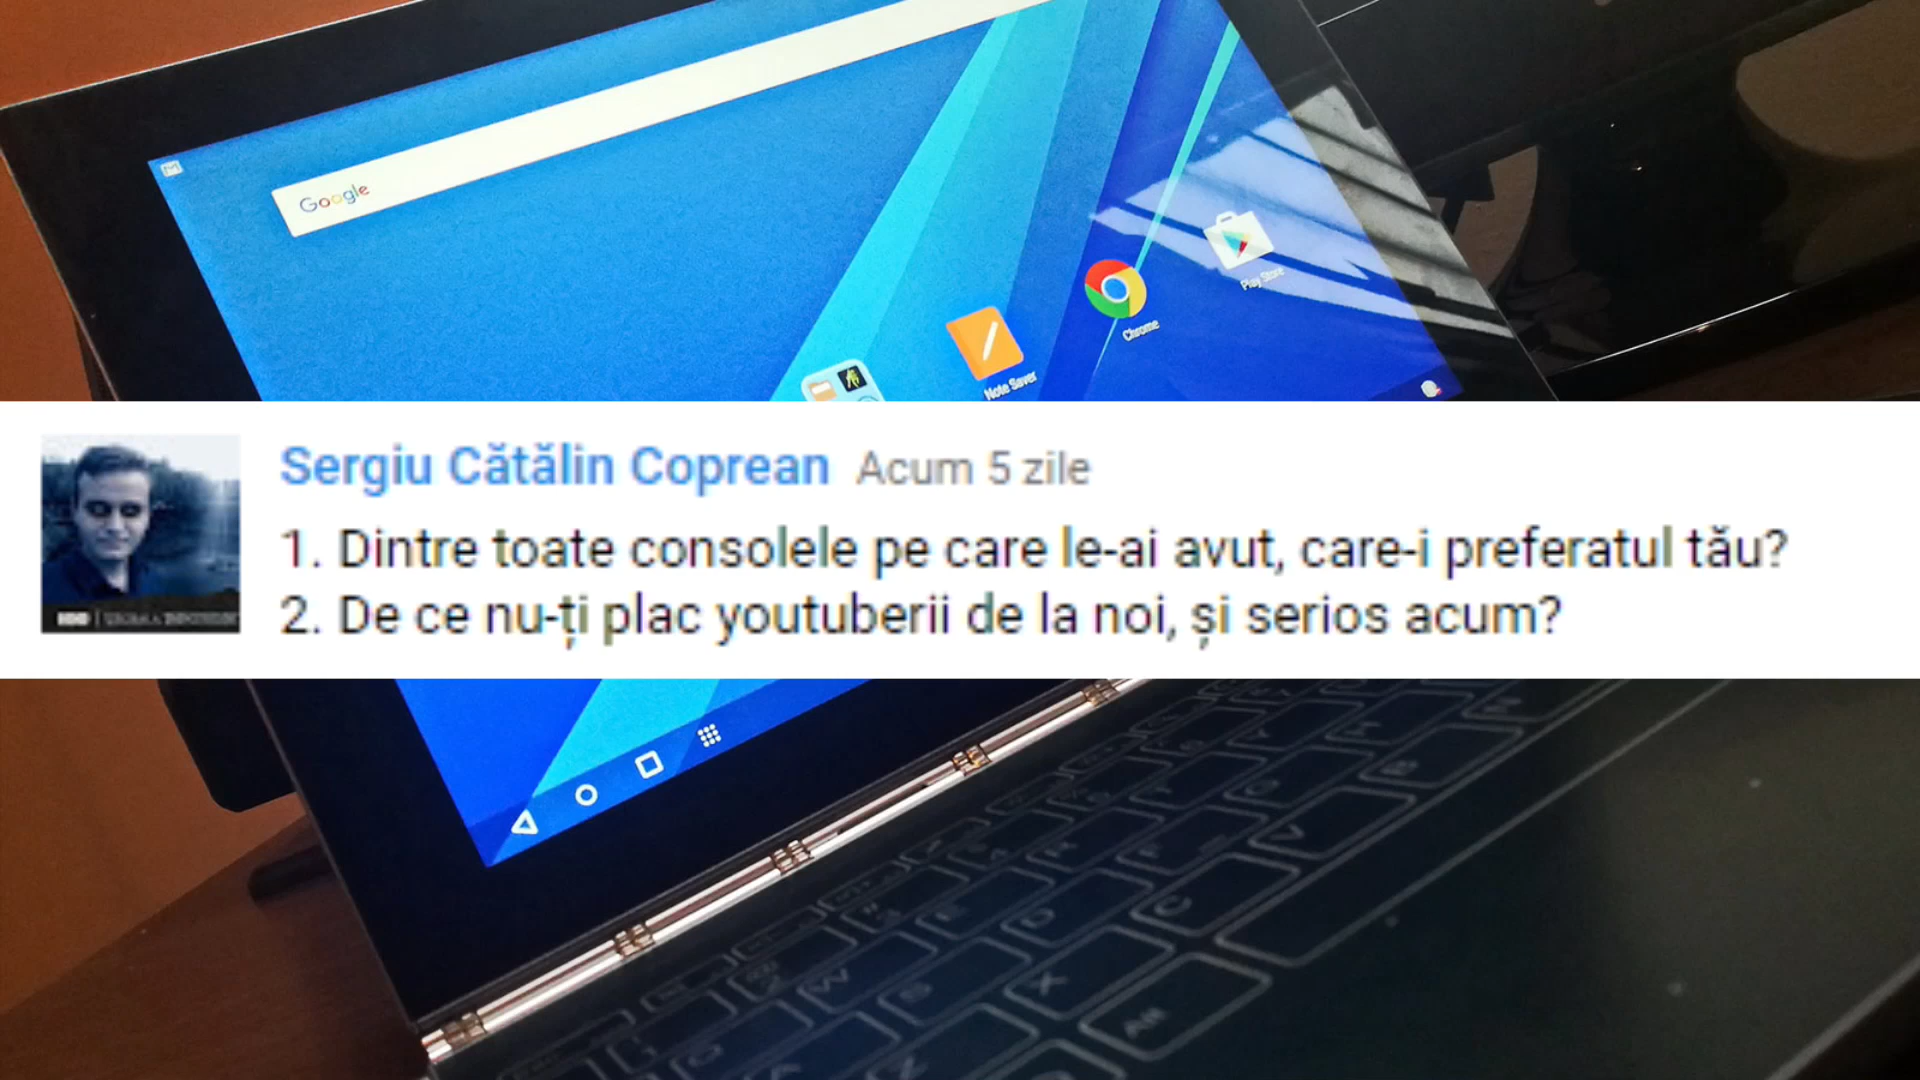 Google
Play Store
Chrome
Note Saver
Sergiu Cătălin Coprean Acum 5 zile
1. Dintre toate consolele pe care le-ai avut, care-i preferatul tău?
2. De ce nu-ți plac youtuberii de la noi, și serios acum?